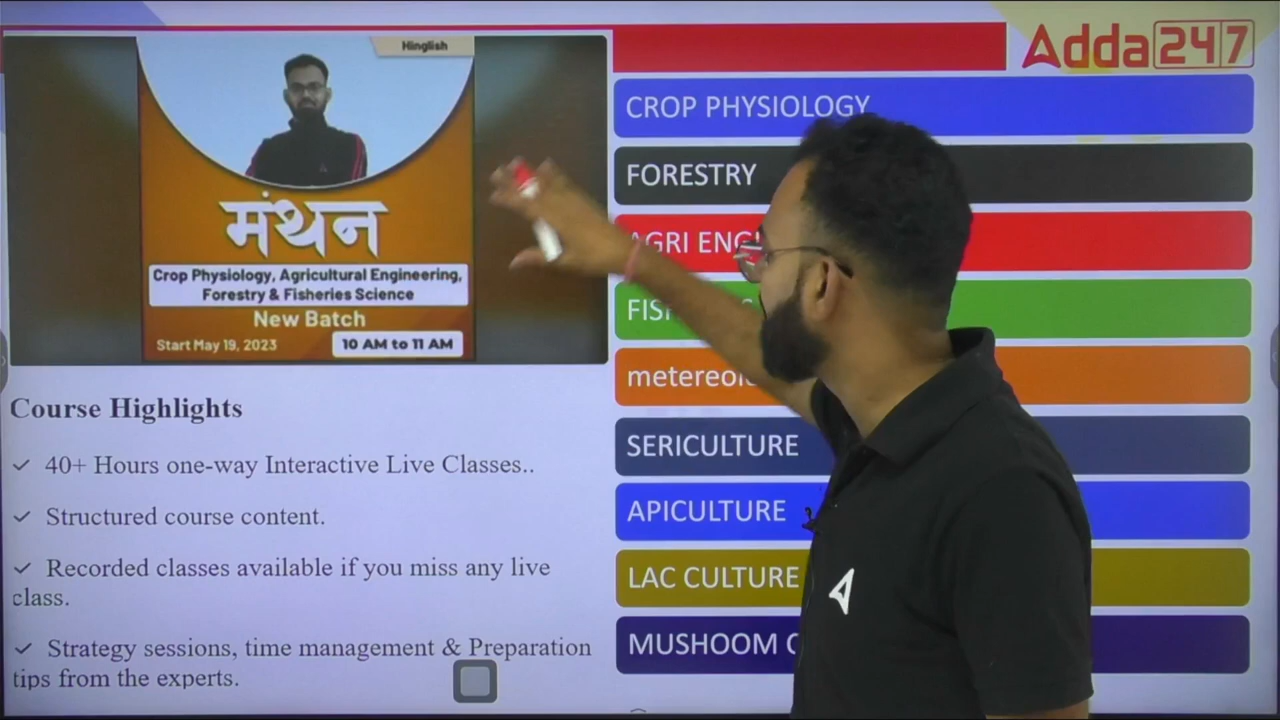 Hinglish
मंथन
Crop Physiology, Agricultural Engineering,
Forestry & Fisheries Science
New Batch
Start May 19, 2023
10 AM to 11 AM
Course Highlights
✓ 40+ Hours one-way Interactive Live Classes..
✓ Structured course content.
✓ Recorded classes available if you miss any live
class.
✓ Strategy sessions, time management & Preparation
tips from the experts.
Adda247
CROP PHYSIOLOGY
FORESTRY
AGRI
SERICULTURE
APICULTURE
LAC CULTURE
MUSHOOM